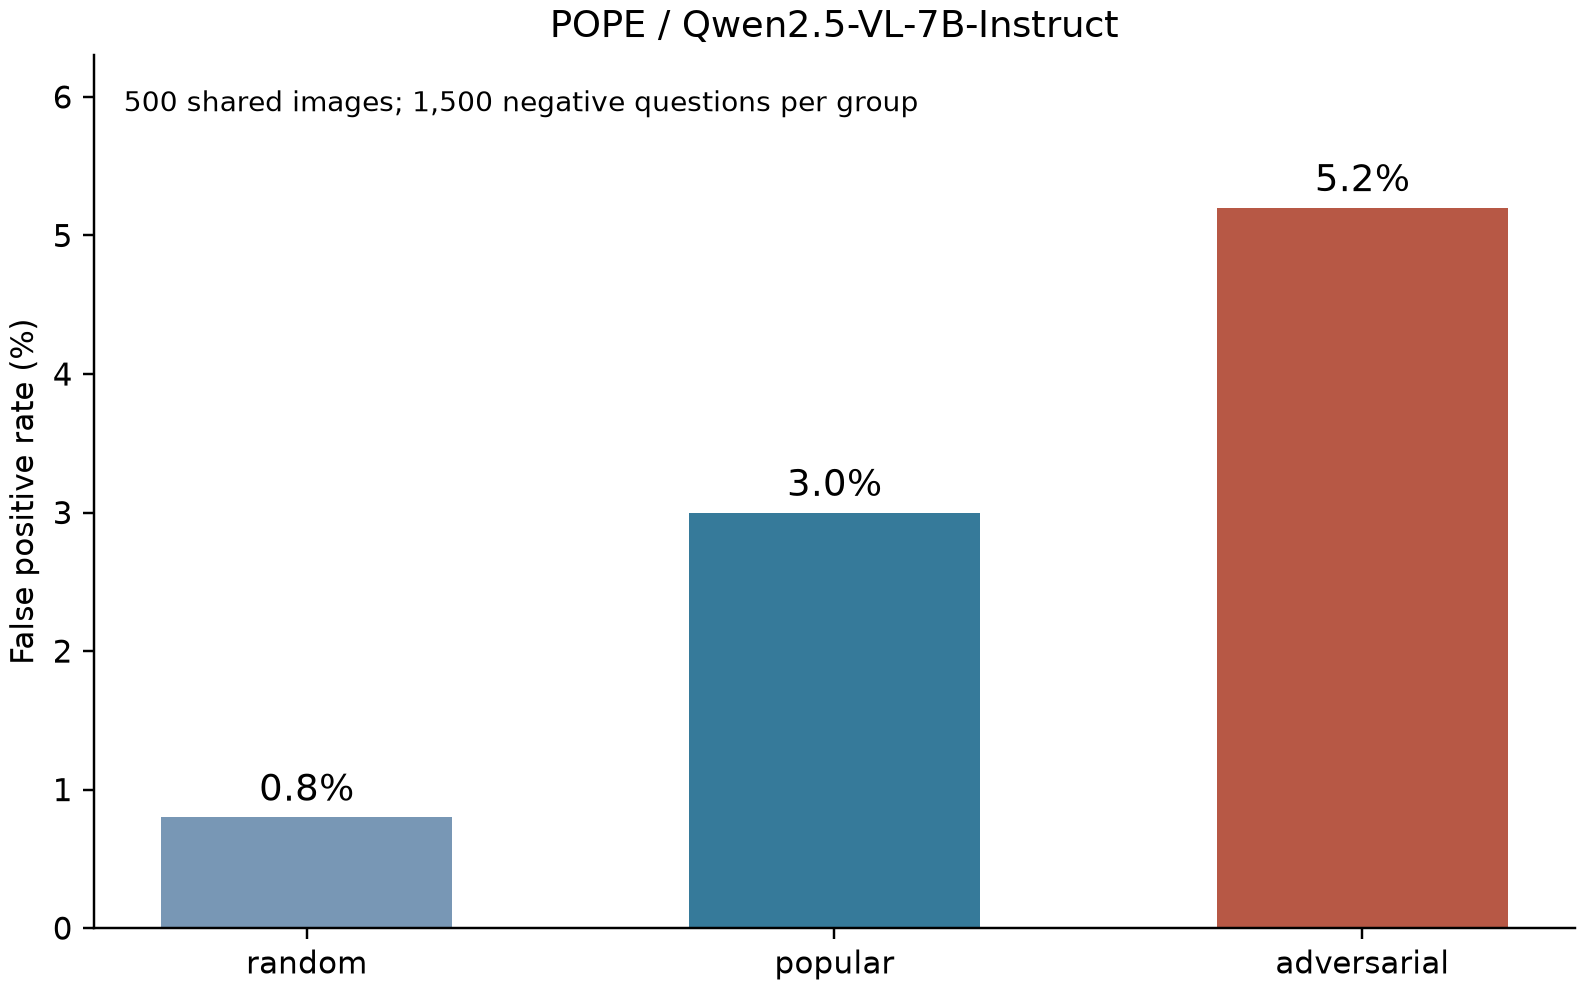 POPE / Qwen2.5-VL-7B-Instruct
500 shared images; 1,500 negative questions per group
False positive rate (%)
6
5
4
3
2
1
0
0.8%
3.0%
5.2%
random
popular
adversarial